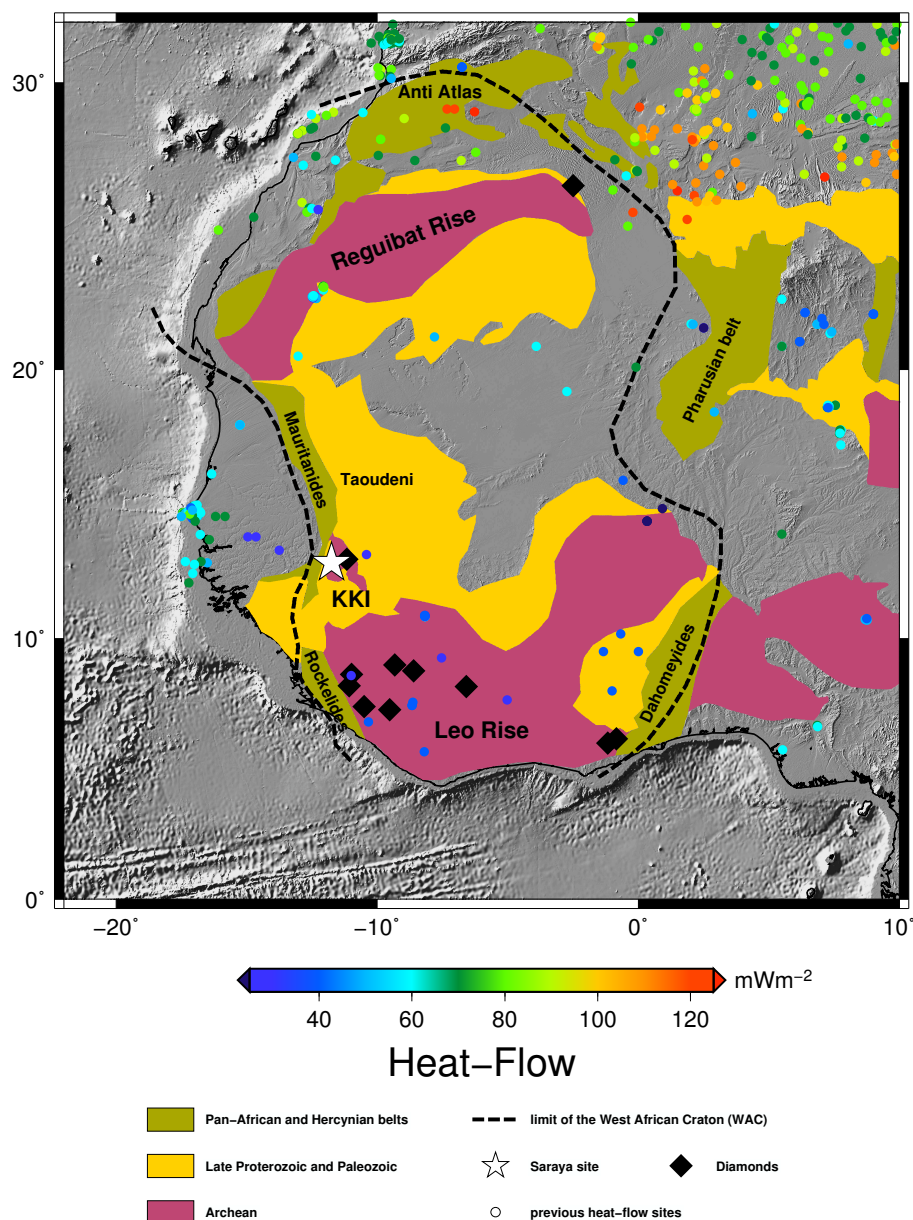 30°
20°
10°
0°
−20°
−10°
0°
10°
Anti Atlas
Reguibat Rise
Pharusian belt
Mauritanides
Taoudeni
KKI
Rockelides
Leo Rise
Dahomeyides
40
60
80
100
120
mWm−2
Heat−Flow
Pan−African and Hercynian belts
limit of the West African Craton (WAC)
Late Proterozoic and Paleozoic
Saraya site
Diamonds
Archean
previous heat−flow sites